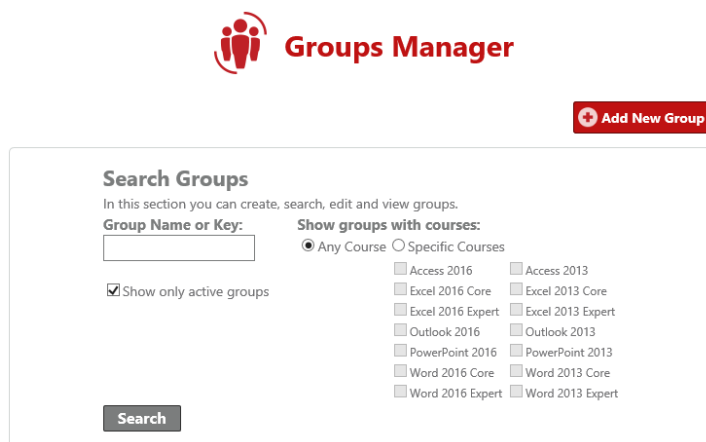 Groups Manager
Add New Group
Search Groups
In this section you can create, search, edit and view groups.
Group Name or Key: Show groups with courses:
Any Course Specific Courses
Access 2016 Access 2013
Show only active groups Excel 2016 Core Excel 2013 Core
Excel 2016 Expert Excel 2013 Expert
Outlook 2016 Outlook 2013
PowerPoint 2016 PowerPoint 2013
Word 2016 Core Word 2013 Core
Word 2016 Expert Word 2013 Expert
Search